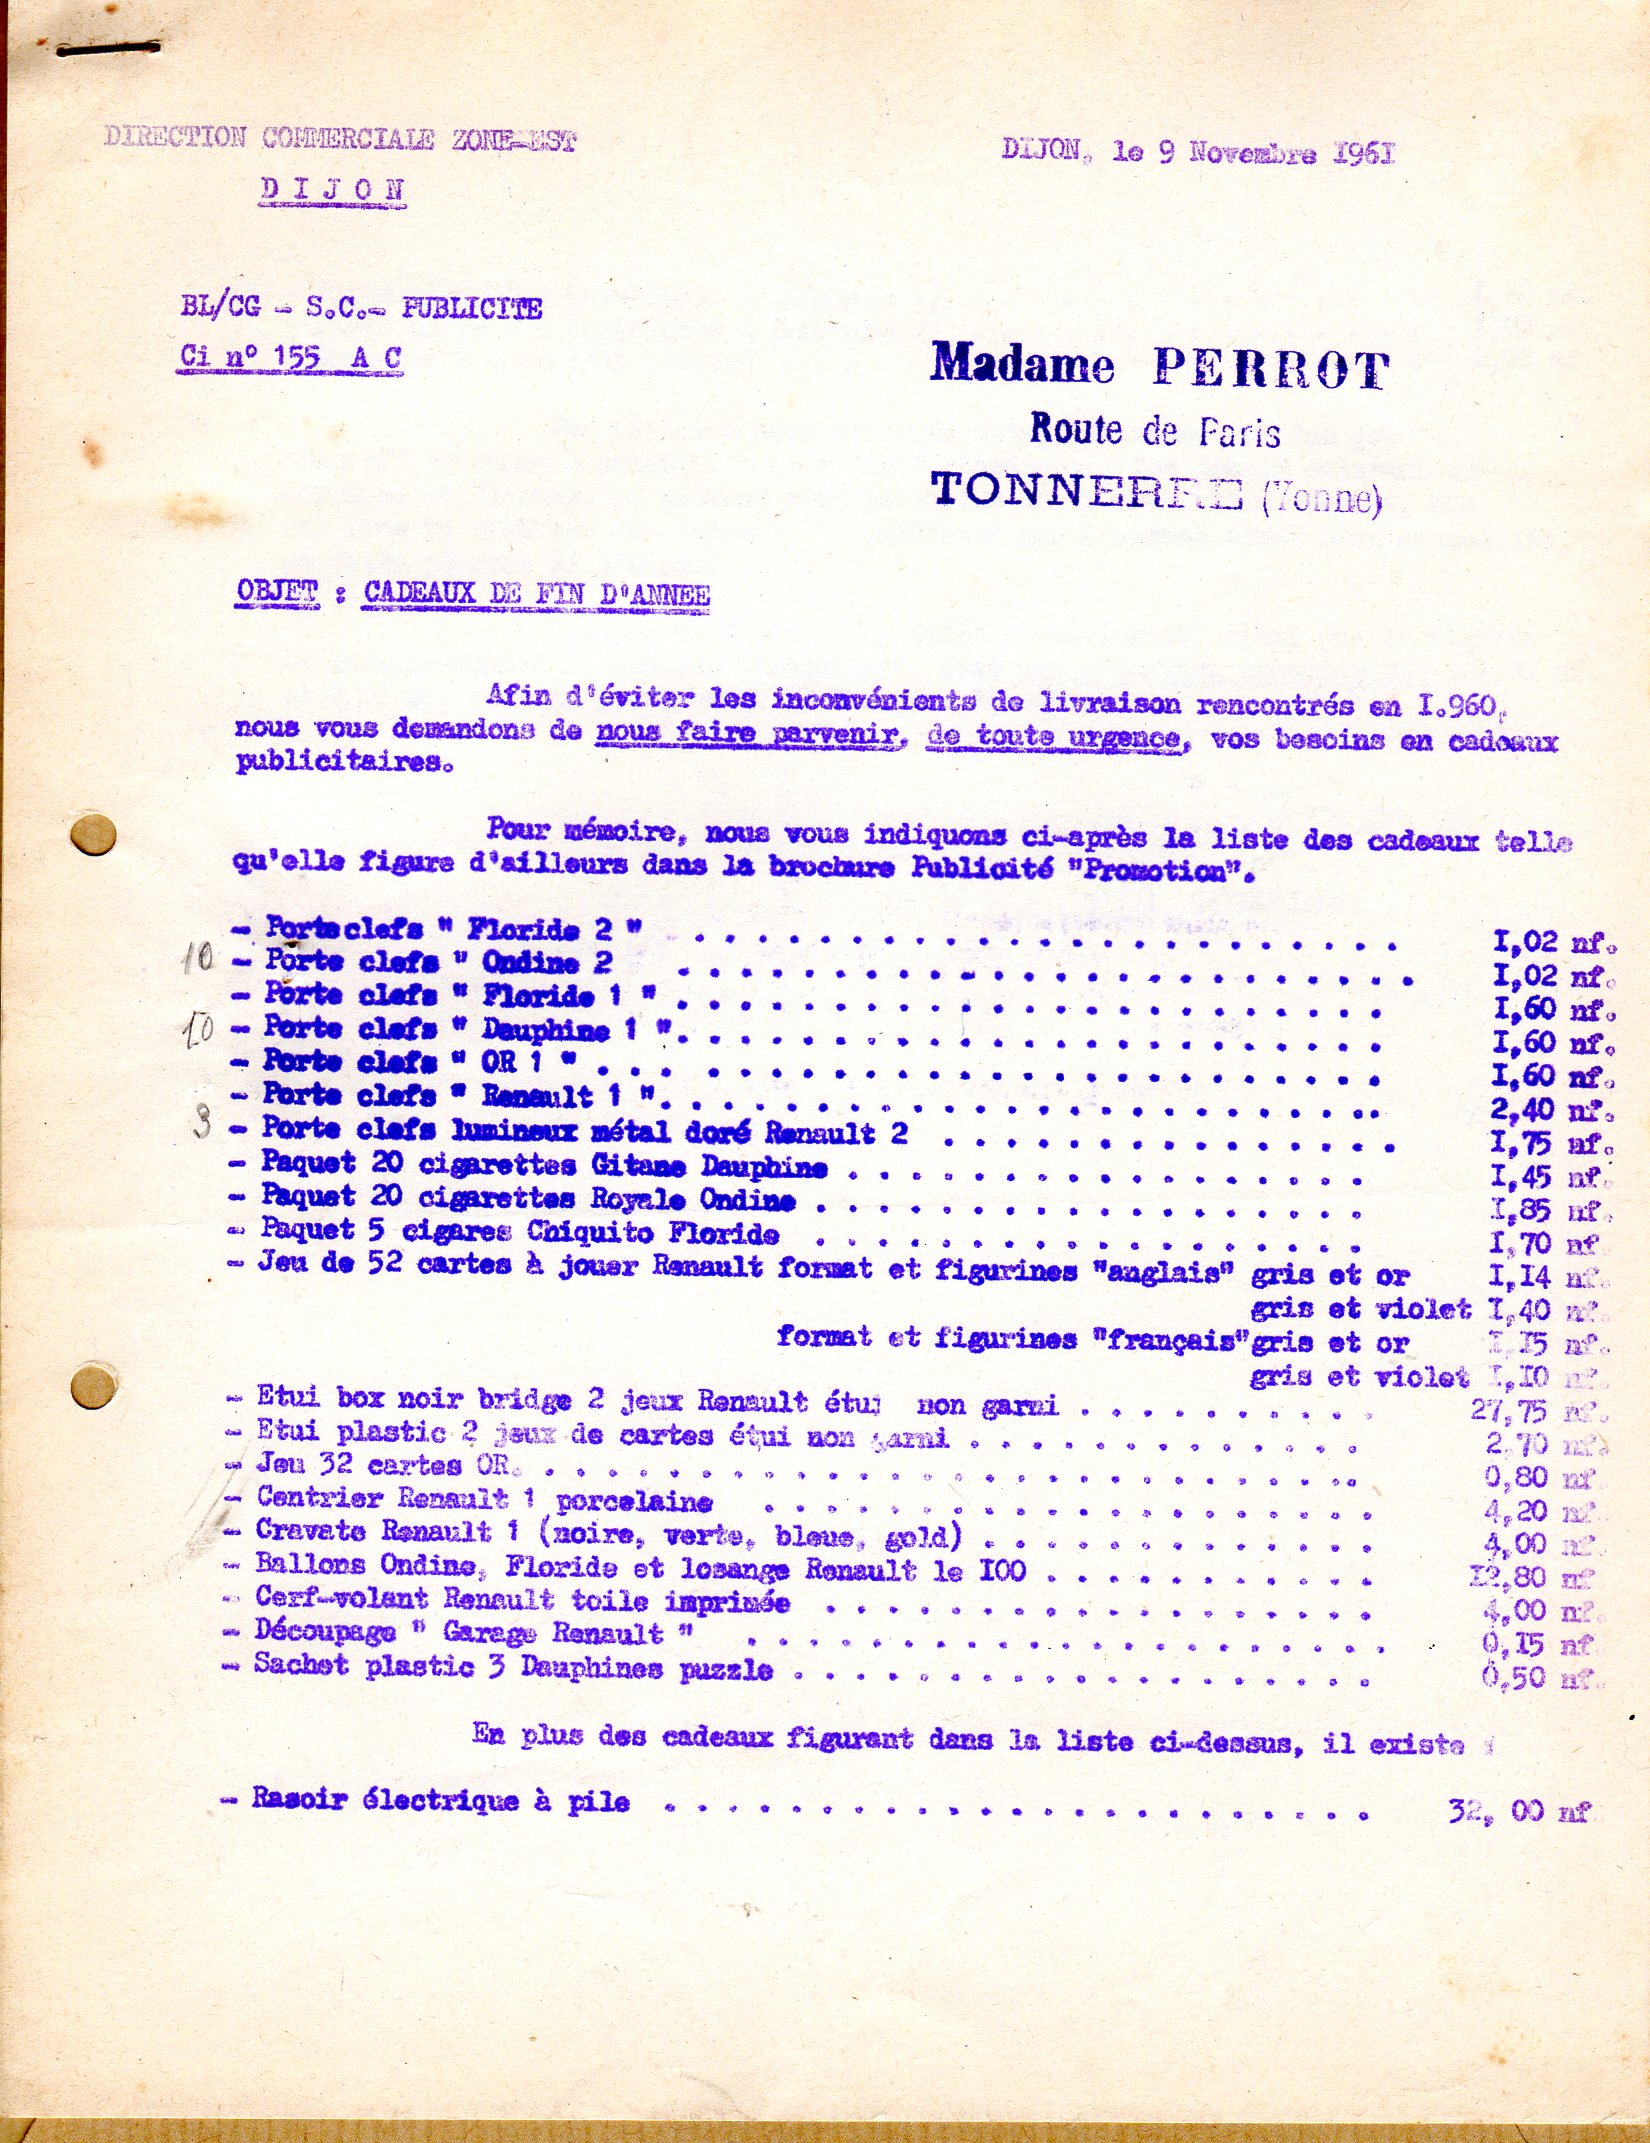 DIRECTION COMMERCIALE ZONE-EST
DIJON, le 9 Novembre I96I
D I J O N
BL/CG - S.C.- PUBLICITE
Ci n° 155 A C
Madame PERROT
Route de Paris
TONNERRE (Yonne)
OBJET : CADEAUX DE FIN D'ANNEE
Afin d'éviter les inconvénients de livraison rencontrés en I.960,
nous vous demandons de nous faire parvenir, de toute urgence, vos besoins en cadeaux
publicitaires.
Pour mémoire, nous vous indiquons ci-après la liste des cadeaux telle
qu'elle figure d'ailleurs dans la brochure Publicité "Promotion".
- Porte clefs " Floride 2 " . . . . . . . . . . . . . . . . . . . . . . . I,02 nf.
10 - Porte clefs " Ondine 2 . . . . . . . . . . . . . . . . . . . . . . . . I,02 nf.
- Porte clefs " Floride 1 " . . . . . . . . . . . . . . . . . . . . . . . I,60 nf.
10 - Porte clefs " Dauphine 1 ". . . . . . . . . . . . . . . . . . . . . . . I,60 nf.
- Porte clefs " OR 1 " . . . . . . . . . . . . . . . . . . . . . . . . . I,60 nf.
- Porte clefs " Renault 1 ". . . . . . . . . . . . . . . . . . . . . . .. 2,40 nf.
3 - Porte clefs lumineux métal doré Renault 2 . . . . . . . . . . . . . . . I,75 nf.
- Paquet 20 cigarettes Gitane Dauphine . . . . . . . . . . . . . . . . . I,45 nf.
- Paquet 20 cigarettes Royale Ondine . . . . . . . . . . . . . . . . . . I,85 nf.
- Paquet 5 cigares Chiquito Floride . . . . . . . . . . . . . . . . . . I,70 nf
- Jeu de 52 cartes à jouer Renault format et figurines "anglais" gris et or I,I4 nf.
gris et violet I,40 nf.
format et figurines "français"gris et or I,I5 nf.
gris et violet I,I0 nf.
- Etui box noir bridge 2 jeux Renault étui non garni . . . . . . . . . . 27,75 nf.
- Etui plastic 2 jeux de cartes étui non garni . . . . . . . . . . . . . 2,70 nf.
- Jeu 32 cartes OR. . . . . . . . . . . . . . . . . . . . . . . . . . .. 0,80 nf
- Centrier Renault 1 porcelaine . . . . . . . . . . . . . . . . . . . . 4,20 nf
- Cravate Renault 1 (noire, verte, bleue, gold) . . . . . . . . . . . . . 4,00 nf.
- Ballons Ondine, Floride et losange Renault le I00 . . . . . . . . . . . I2,80 nf
- Cerf-volant Renault toile imprimée . . . . . . . . . . . . . . . . . . 4,00 nf.
- Découpage " Garage Renault " . . . . . . . . . . . . . . . . . . . . . 0,I5 nf
- Sachet plastic 3 Dauphines puzzle . . . . . . . . . . . . . . . . . . . 0,50 nf.
En plus des cadeaux figurant dans la liste ci-dessus, il existe :
- Rasoir électrique à pile . . . . . . . . . . . . . . . . . . . . . . . 32, 00 nf